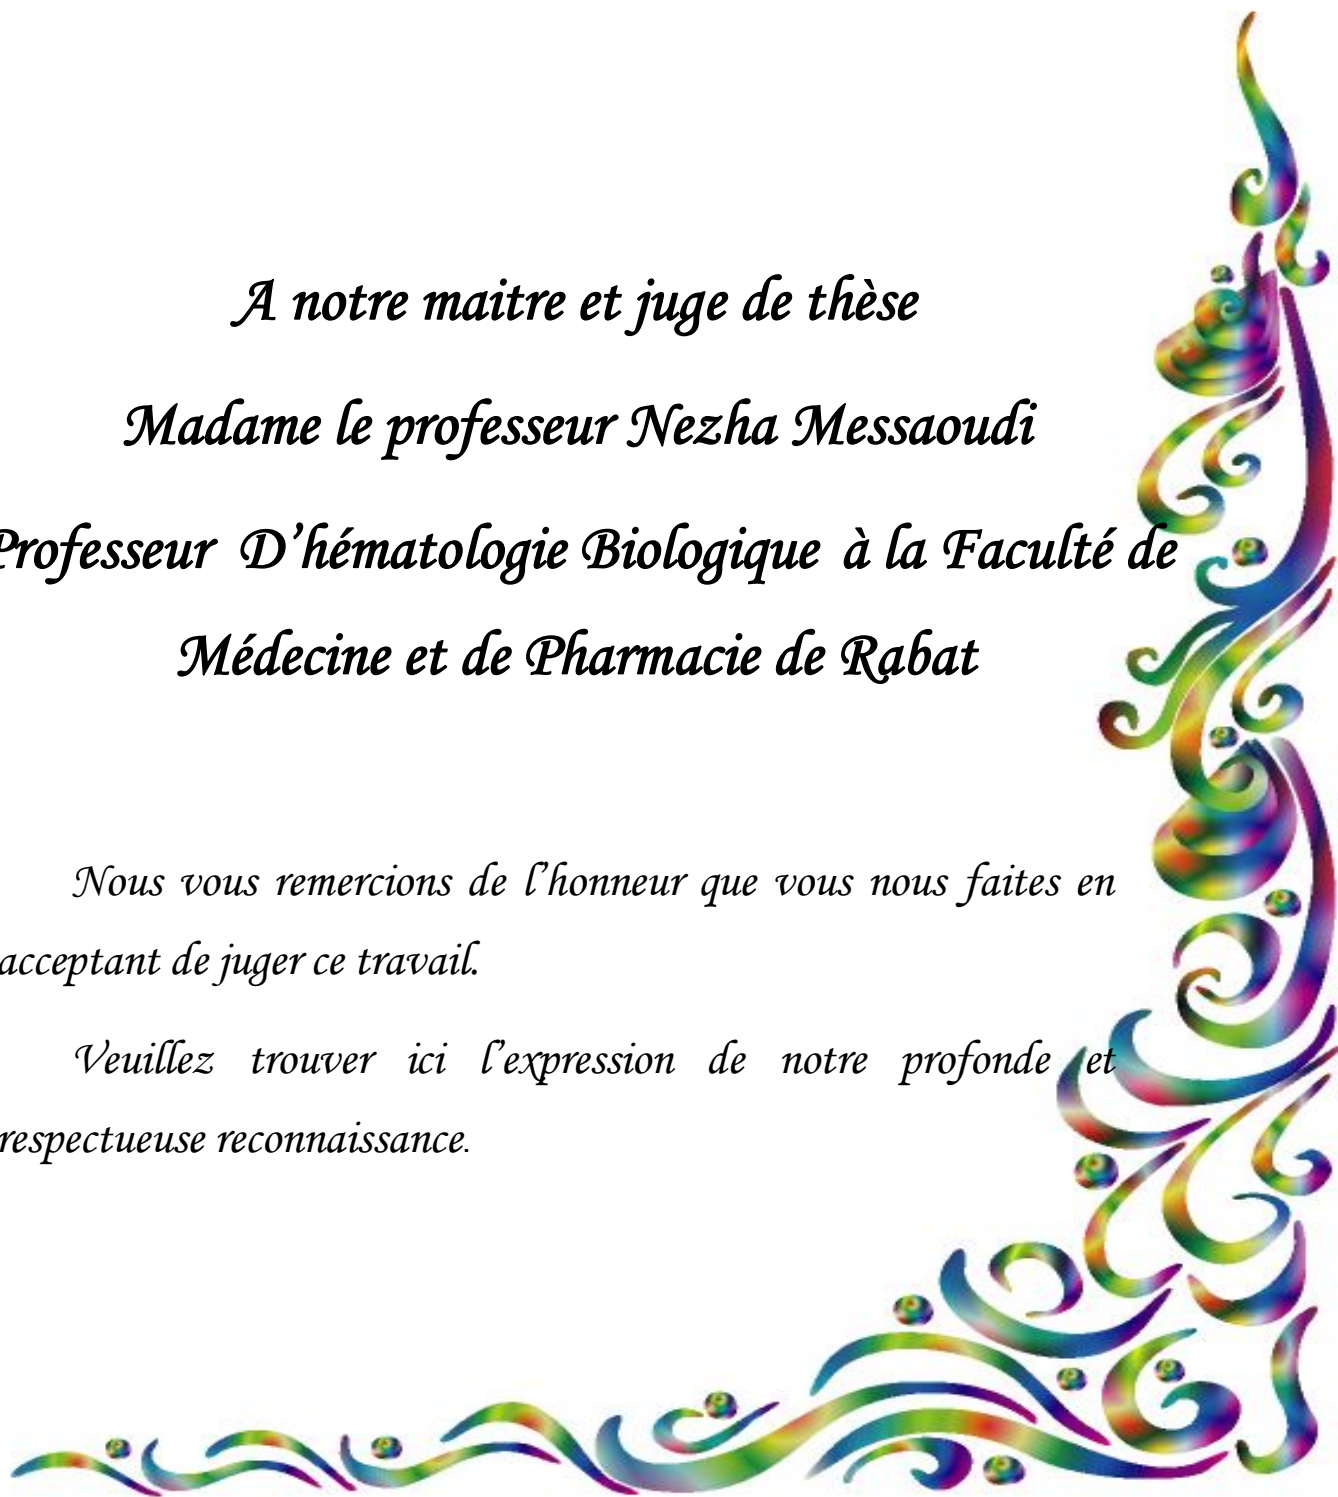 A notre maitre et juge de thèse
Madame le professeur Nezha Messaoudi
Professeur D’hématologie Biologique à la Faculté de
Médecine et de Pharmacie de Rabat
Nous vous remercions de l’honneur que vous nous faites en
acceptant de juger ce travail.
Veuillez trouver ici l’expression de notre profonde et
respectueuse reconnaissance.